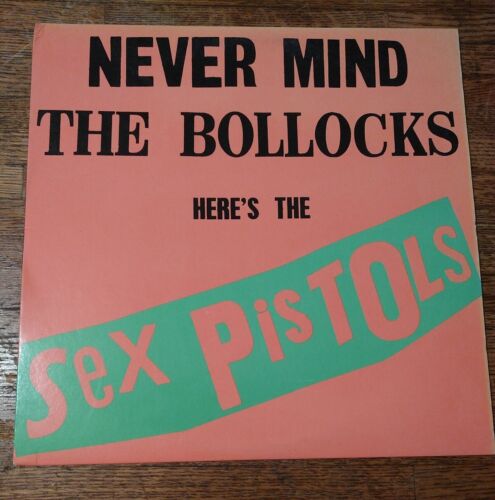 NEVER MIND
THE BOLLOCKS
HERE'S THE
Sex PiSTOLs